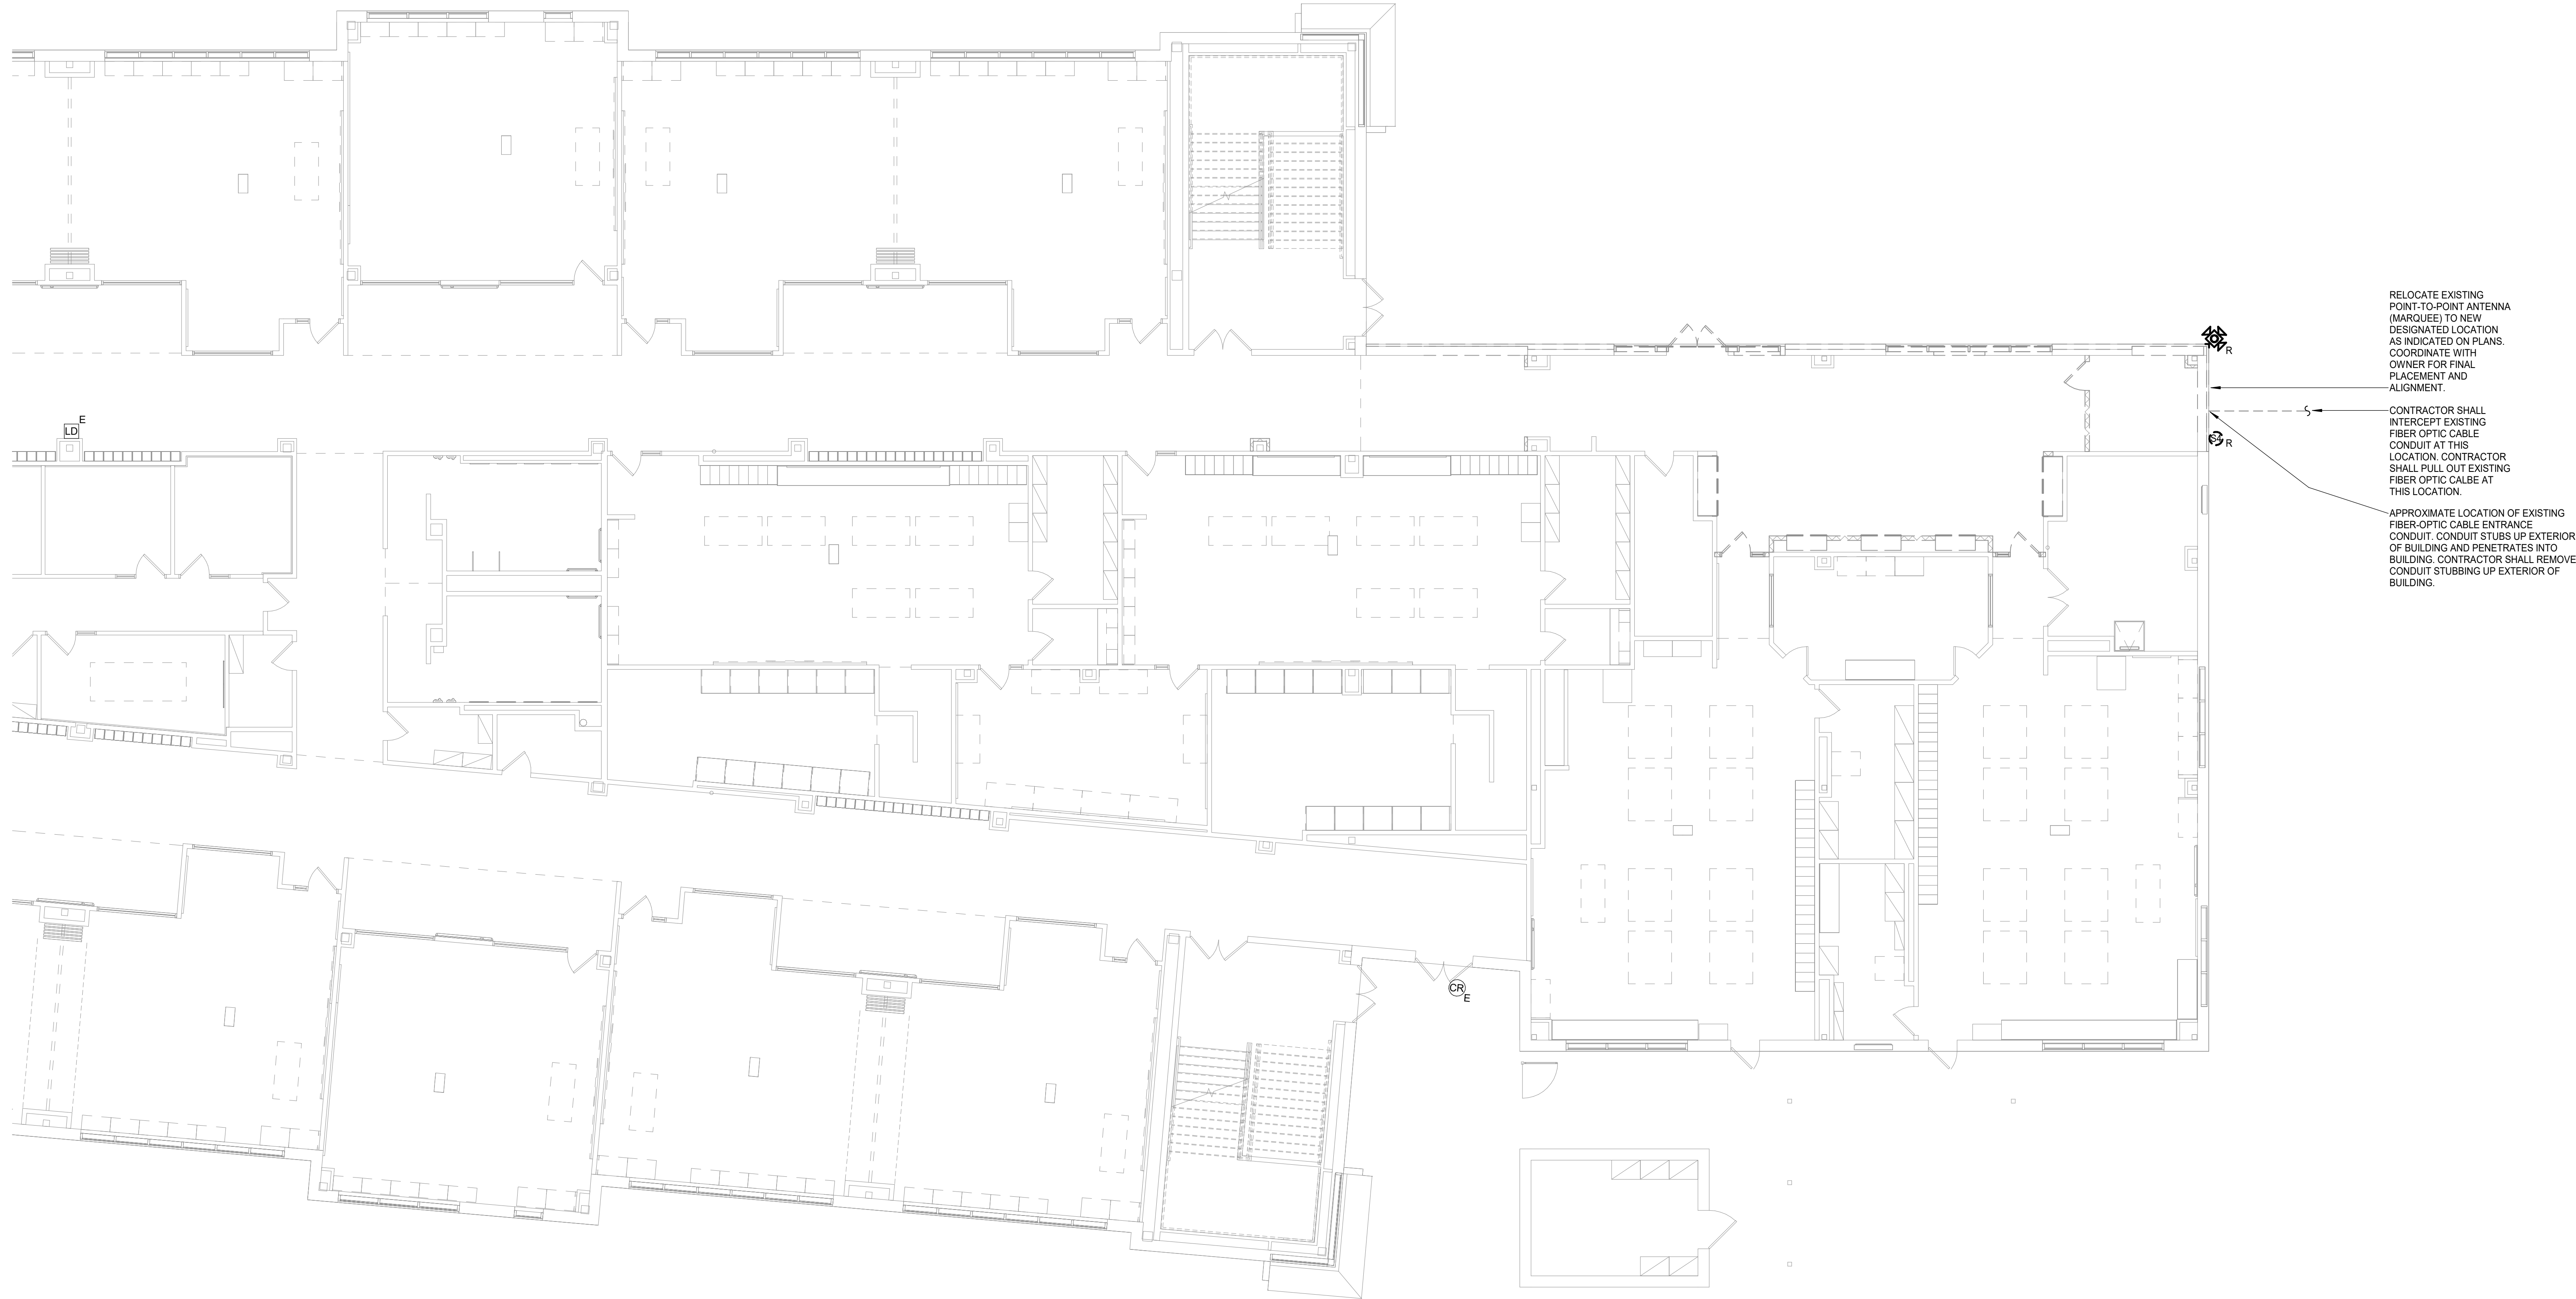 RELOCATE EXISTING
POINT-TO-POINT ANTENNA
(MARQUEE) TO NEW
DESIGNATED LOCATION
AS INDICATED ON PLANS.
COORDINATE WITH
OWNER FOR FINAL
PLACEMENT AND
ALIGNMENT.
R
CONTRACTOR SHALL
INTERCEPT EXISTING
FIBER OPTIC CABLE
CONDUIT AT THIS
LOCATION. CONTRACTOR
SHALL PULL OUT EXISTING
FIBER OPTIC CALBE AT
THIS LOCATION.
E
LD
R
APPROXIMATE LOCATION OF EXISTING
FIBER-OPTIC CABLE ENTRANCE
CONDUIT. CONDUIT STUBS UP EXTERIOR
OF BUILDING AND PENETRATES INTO
BUILDING. CONTRACTOR SHALL REMOVE
CONDUIT STUBBING UP EXTERIOR OF
BUILDING.
CR
E